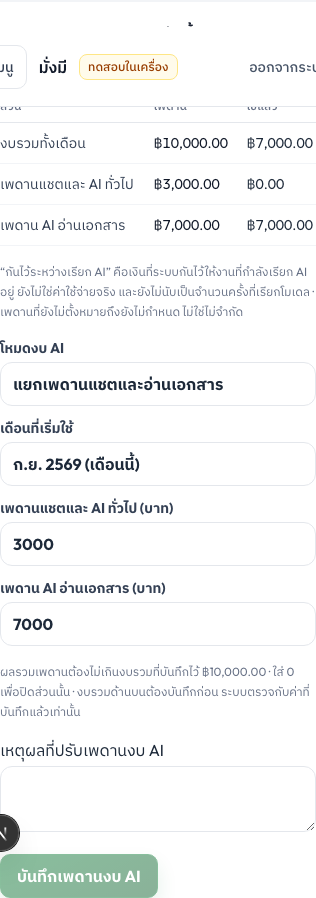 มั่งมี
ทดสอบในเครื่อง
งบรวมทั้งเดือน ฿10,000.00 ฿7,000.00
เพดานแชตและ AI ทั่วไป ฿3,000.00 ฿0.00
เพดาน AI อ่านเอกสาร ฿7,000.00 ฿7,000.00
“กันไว้ระหว่างเรียก AI” คือเงินที่ระบบกันไว้ให้งานที่กำลังเรียก AI
อยู่ ยังไม่ใช่ค่าใช้จ่ายจริง และยังไม่นับเป็นจำนวนครั้งที่เรียกโมเดล ·
เพดานที่ยังไม่ตั้งหมายถึงยังไม่กำหนด ไม่ใช่ไม่จำกัด
โหมดงบ AI
แยกเพดานแชตและอ่านเอกสาร
เดือนที่เริ่มใช้
ก.ย. 2569 (เดือนนี้)
เพดานแชตและ AI ทั่วไป (บาท)
3000
เพดาน AI อ่านเอกสาร (บาท)
7000
ผลรวมเพดานต้องไม่เกินงบรวมที่บันทึกไว้ ฿10,000.00 · ใส่ 0
เพื่อปิดส่วนนั้น · งบรวมด้านบนต้องบันทึกก่อน ระบบตรวจกับค่าที่
บันทึกแล้วเท่านั้น
เหตุผลที่ปรับเพดานงบ AI
บันทึกเพดานงบ AI